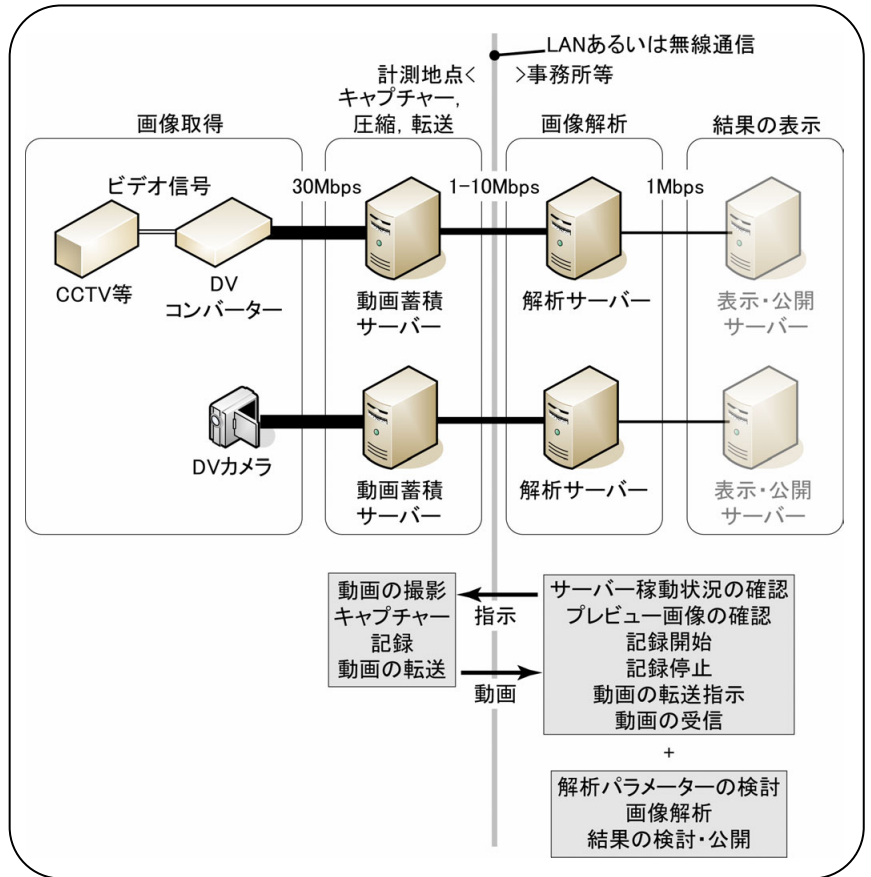 LANあるいは無線通信
計測地点<
>事務所等
画像取得
キャプチャー,
圧縮, 転送
画像解析
結果の表示
ビデオ信号
30Mbps
1-10Mbps
1Mbps
CCTV等
DV
コンバーター
動画蓄積
サーバー
解析サーバー
表示・公開
サーバー
DVカメラ
動画蓄積
サーバー
解析サーバー
表示・公開
サーバー
動画の撮影
キャプチャー
記録
動画の転送
指示
動画
サーバー稼動状況の確認
プレビュー画像の確認
記録開始
記録停止
動画の転送指示
動画の受信
+
解析パラメーターの検討
画像解析
結果の検討・公開